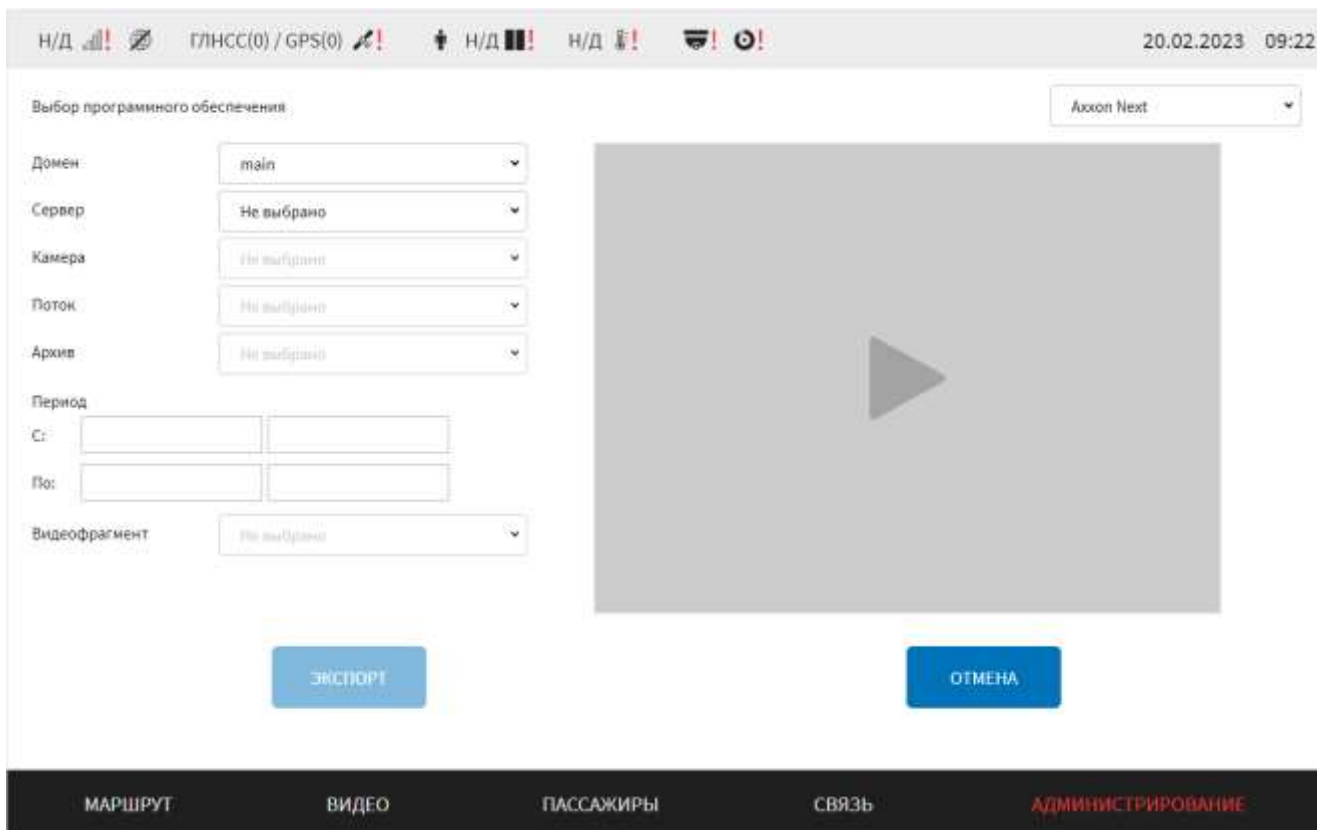 Н/Д ! ГЛНСС(0) / GPS(0) ! Н/Д ! Н/Д ! ! ! 20.02.2023 09:22
Выбор програминого обеспечения Axxon Next
Домен main
Сервер Не выбрано
Камера Не выбрано
Поток Не выбрано
Архив Не выбрано
Период
С:
По:
Видеофрагмент Не выбрано
ЭКСПОРТ ОТМЕНА
МАРШРУТ ВИДЕО ПАССАЖИРЫ СВЯЗЬ АДМИНИСТРИРОВАНИЕ